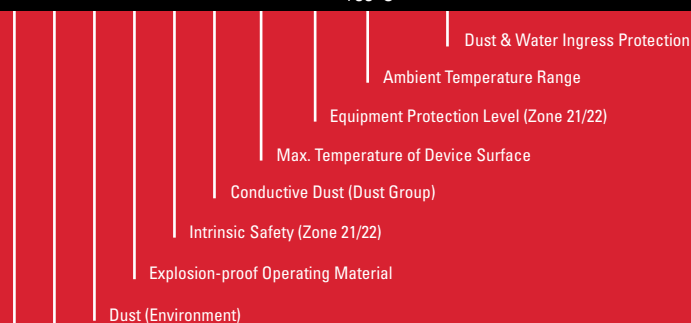 Dust & Water Ingress Protection
Ambient Temperature Range
Equipment Protection Level (Zone 21/22)
Max. Temperature of Device Surface
Conductive Dust (Dust Group)
Intrinsic Safety (Zone 21/22)
Explosion-proof Operating Material
Dust (Environment)